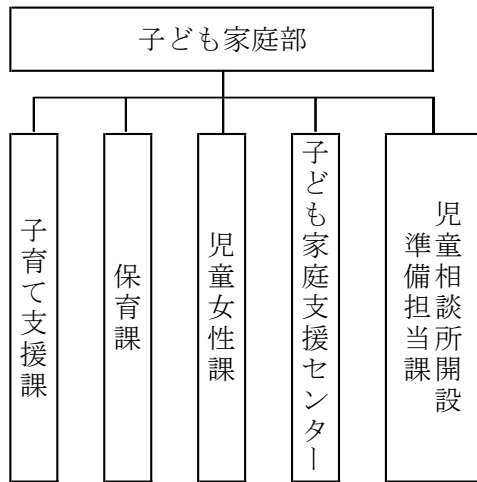 子ども家庭部
子育て支援課
保育課
児童女性課
子ども家庭支援センター
児童相談所開設
準備担当課